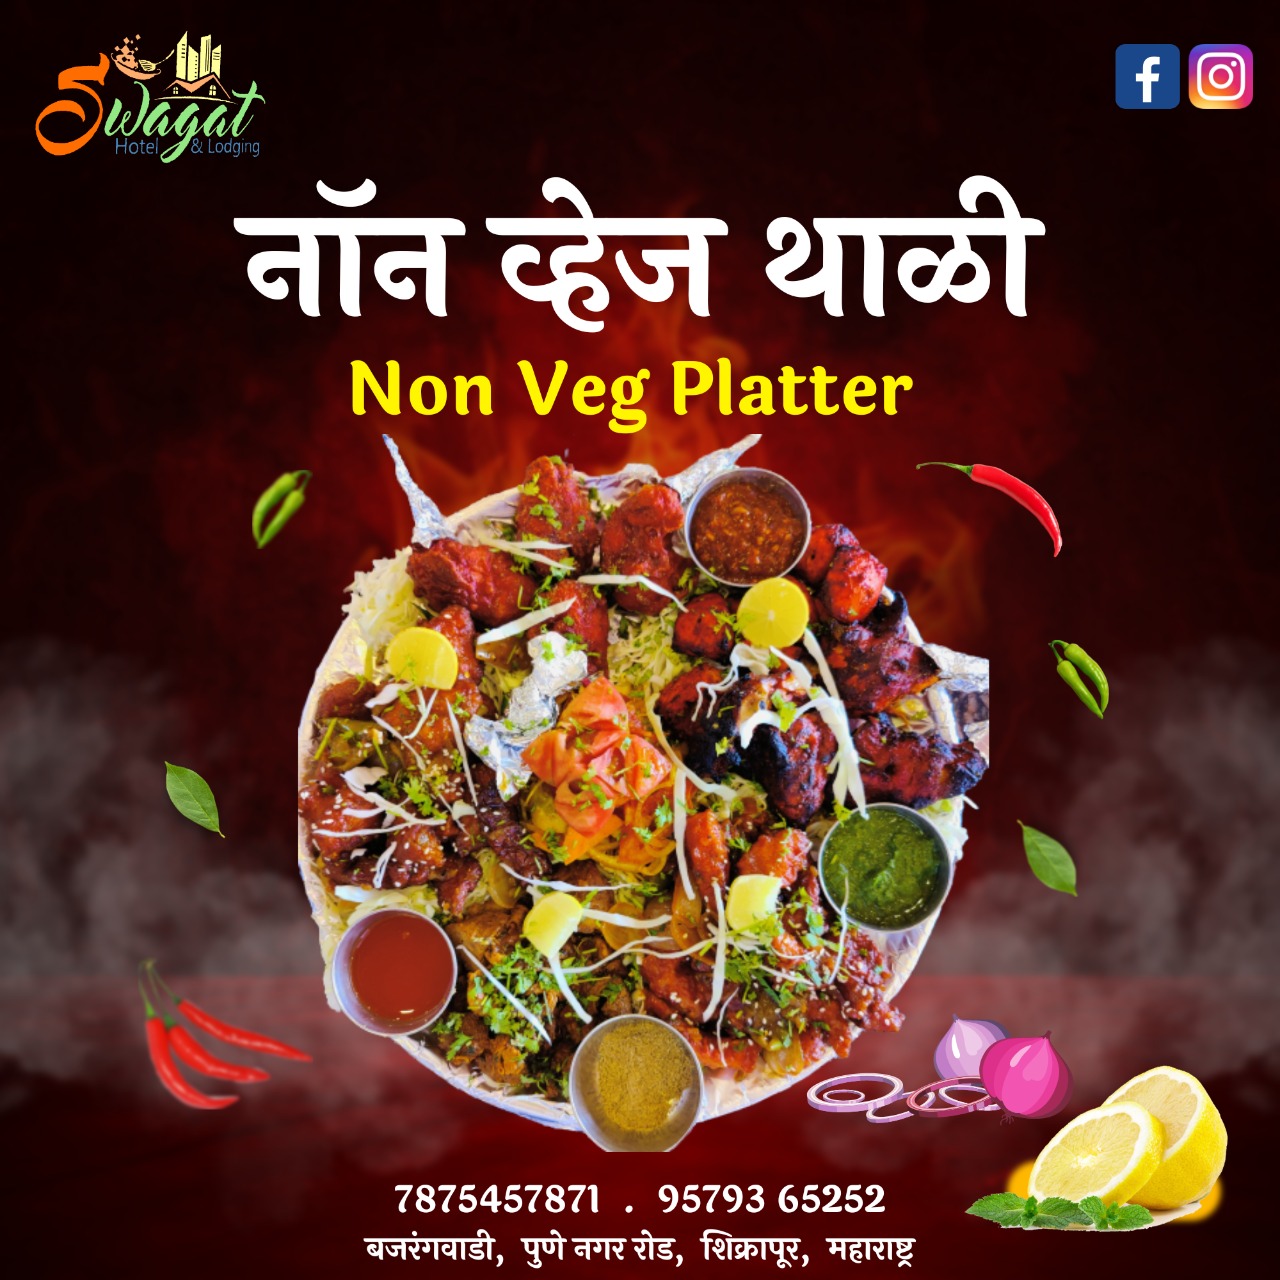 Swagat
Hotel & Lodging
f
नॉन व्हेज थाळी
Non Veg Platter
7875457871 . 95793 65252
बजरंगवाडी, पुणे नगर रोड, शिक्रापूर, महाराष्ट्र